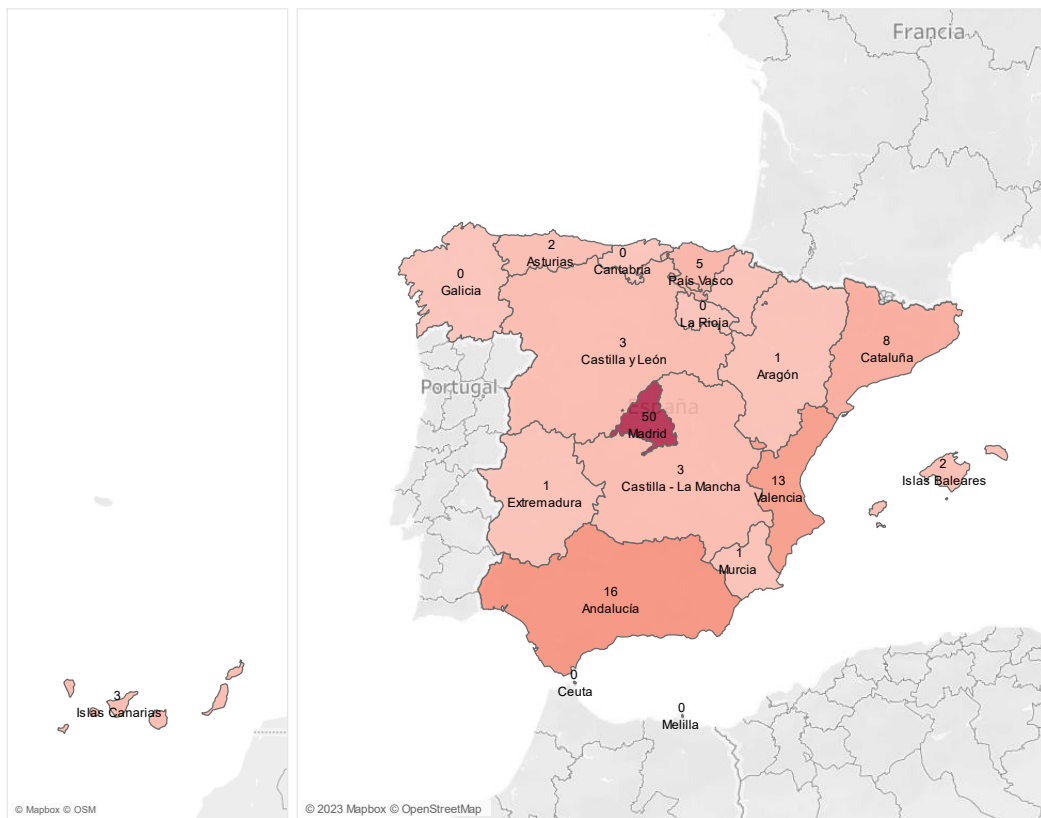 Francia
2
Asturias
0
Cantabria
5
País Vasco
0
Galicia
0
La Rioja
3
Castilla y León
8
Cataluña
1
Aragón
Portugal
España
50
Madrid
3
Castilla - La Mancha
13
Valencia
2
Islas Baleares
1
Extremadura
1
Murcia
16
Andalucía
0
Ceuta
0
Melilla
3
Islas Canarias
© Mapbox © OSM
© 2023 Mapbox © OpenStreetMap